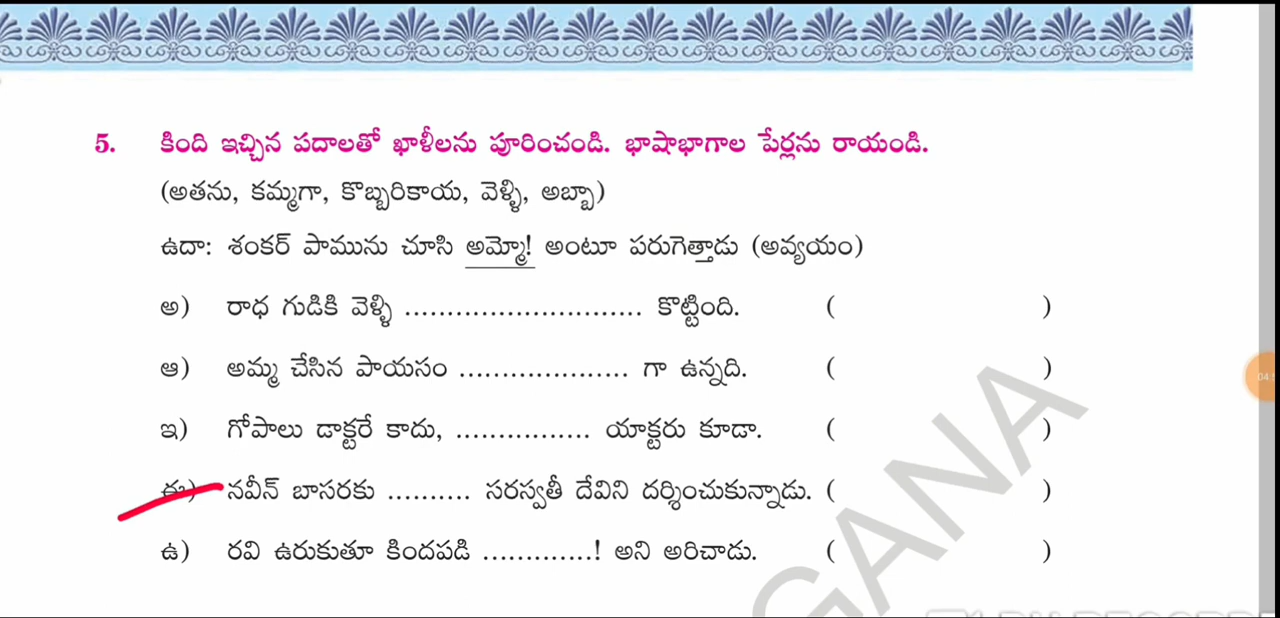 5. కింది ఇచ్చిన పదాలతో ఖాళీలను పూరించండి. భాషాభాగాల పేర్లను రాయండి.
(అతను, కమ్మగా, కొబ్బరికాయ, వెళ్ళి, అబ్బా)
ఉదా: శంకర్ పామును చూసి అమ్మో! అంటూ పరుగెత్తాడు (అవ్యయం)
అ) రాధ గుడికి వెళ్ళి ............................ కొట్టింది. ( )
ఆ) అమ్మ చేసిన పాయసం .................... గా ఉన్నది. ( )
ఇ) గోపాలు డాక్టరే కాదు, ................ యాక్టరు కూడా. ( )
ఈ) నవీన్ బాసరకు .......... సరస్వతీ దేవిని దర్శించుకున్నాడు. ( )
ఉ) రవి ఉరుకుతూ కిందపడి .............! అని అరిచాడు. ( )
GANA